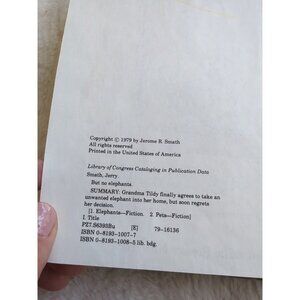 Copyright © 1979 by Jerome R. Smath
All rights reserved
Printed in the United States of America
Library of Congress Cataloging in Publication Data
Smath, Jerry.
But no elephants.
SUMMARY: Grandma Tildy finally agrees to take an
unwanted elephant into her home, but soon regrets
her decision.
[1. Elephants—Fiction. 2. Pets—Fiction]
I. Title
PZ7.S6393Bu [E] 79-16136
ISBN 0-8193-1007-7
ISBN 0-8193-1008-5 lib. bdg.